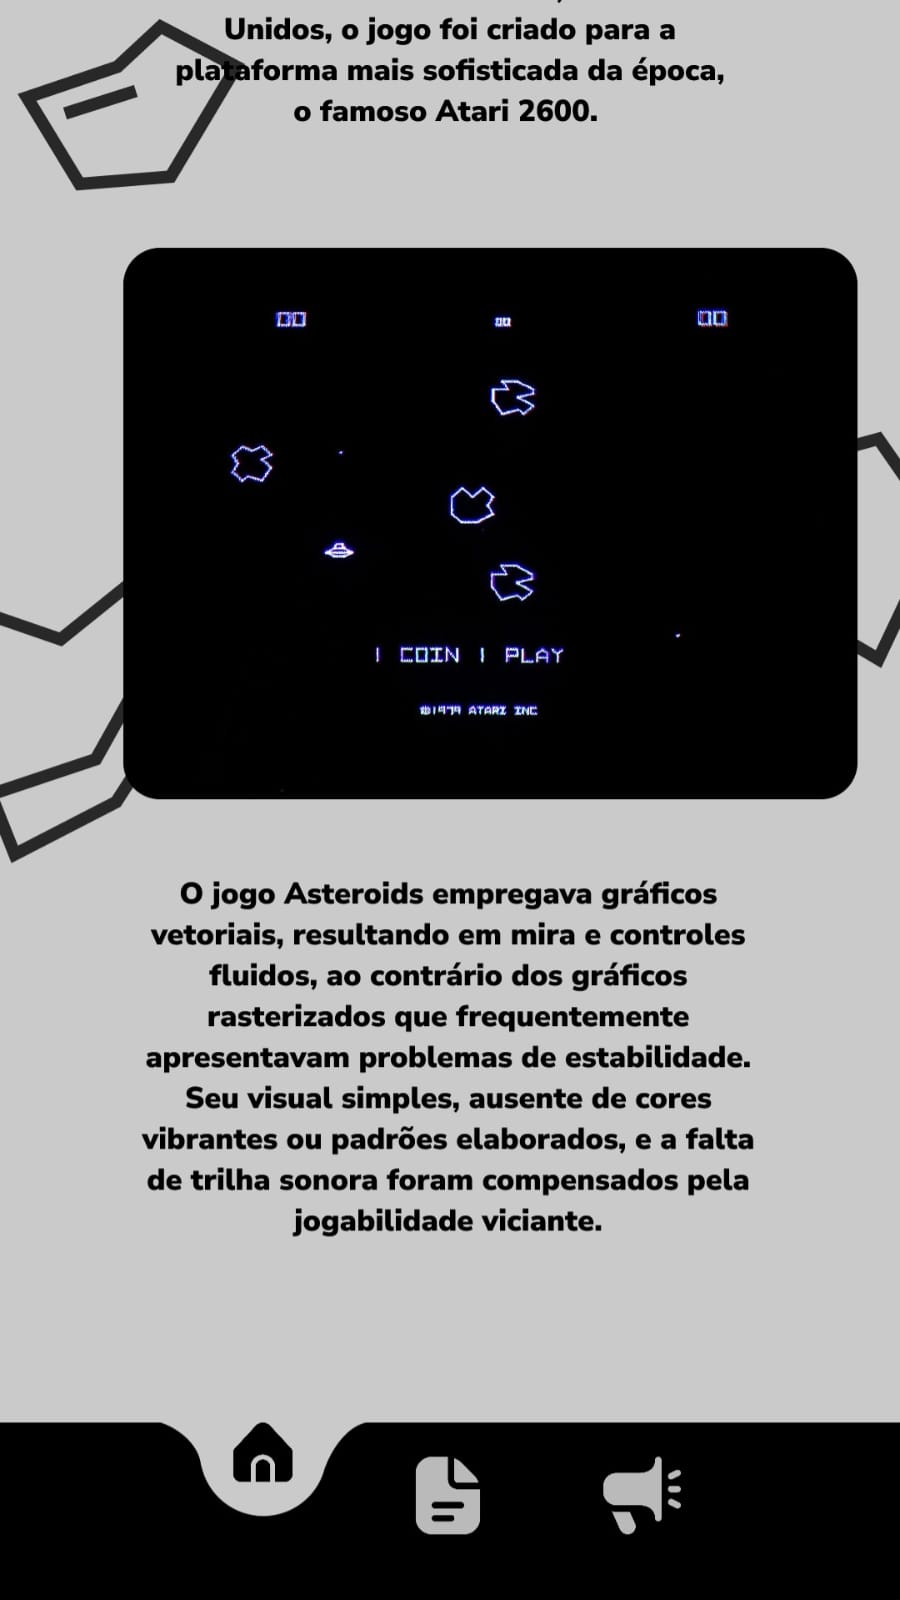 Unidos, o jogo foi criado para a
plataforma mais sofisticada da época,
o famoso Atari 2600.
00 00 00
1 COIN 1 PLAY
©1979 ATARI INC
O jogo Asteroids empregava gráficos
vetoriais, resultando em mira e controles
fluidos, ao contrário dos gráficos
rasterizados que frequentemente
apresentavam problemas de estabilidade.
Seu visual simples, ausente de cores
vibrantes ou padrões elaborados, e a falta
de trilha sonora foram compensados pela
jogabilidade viciante.